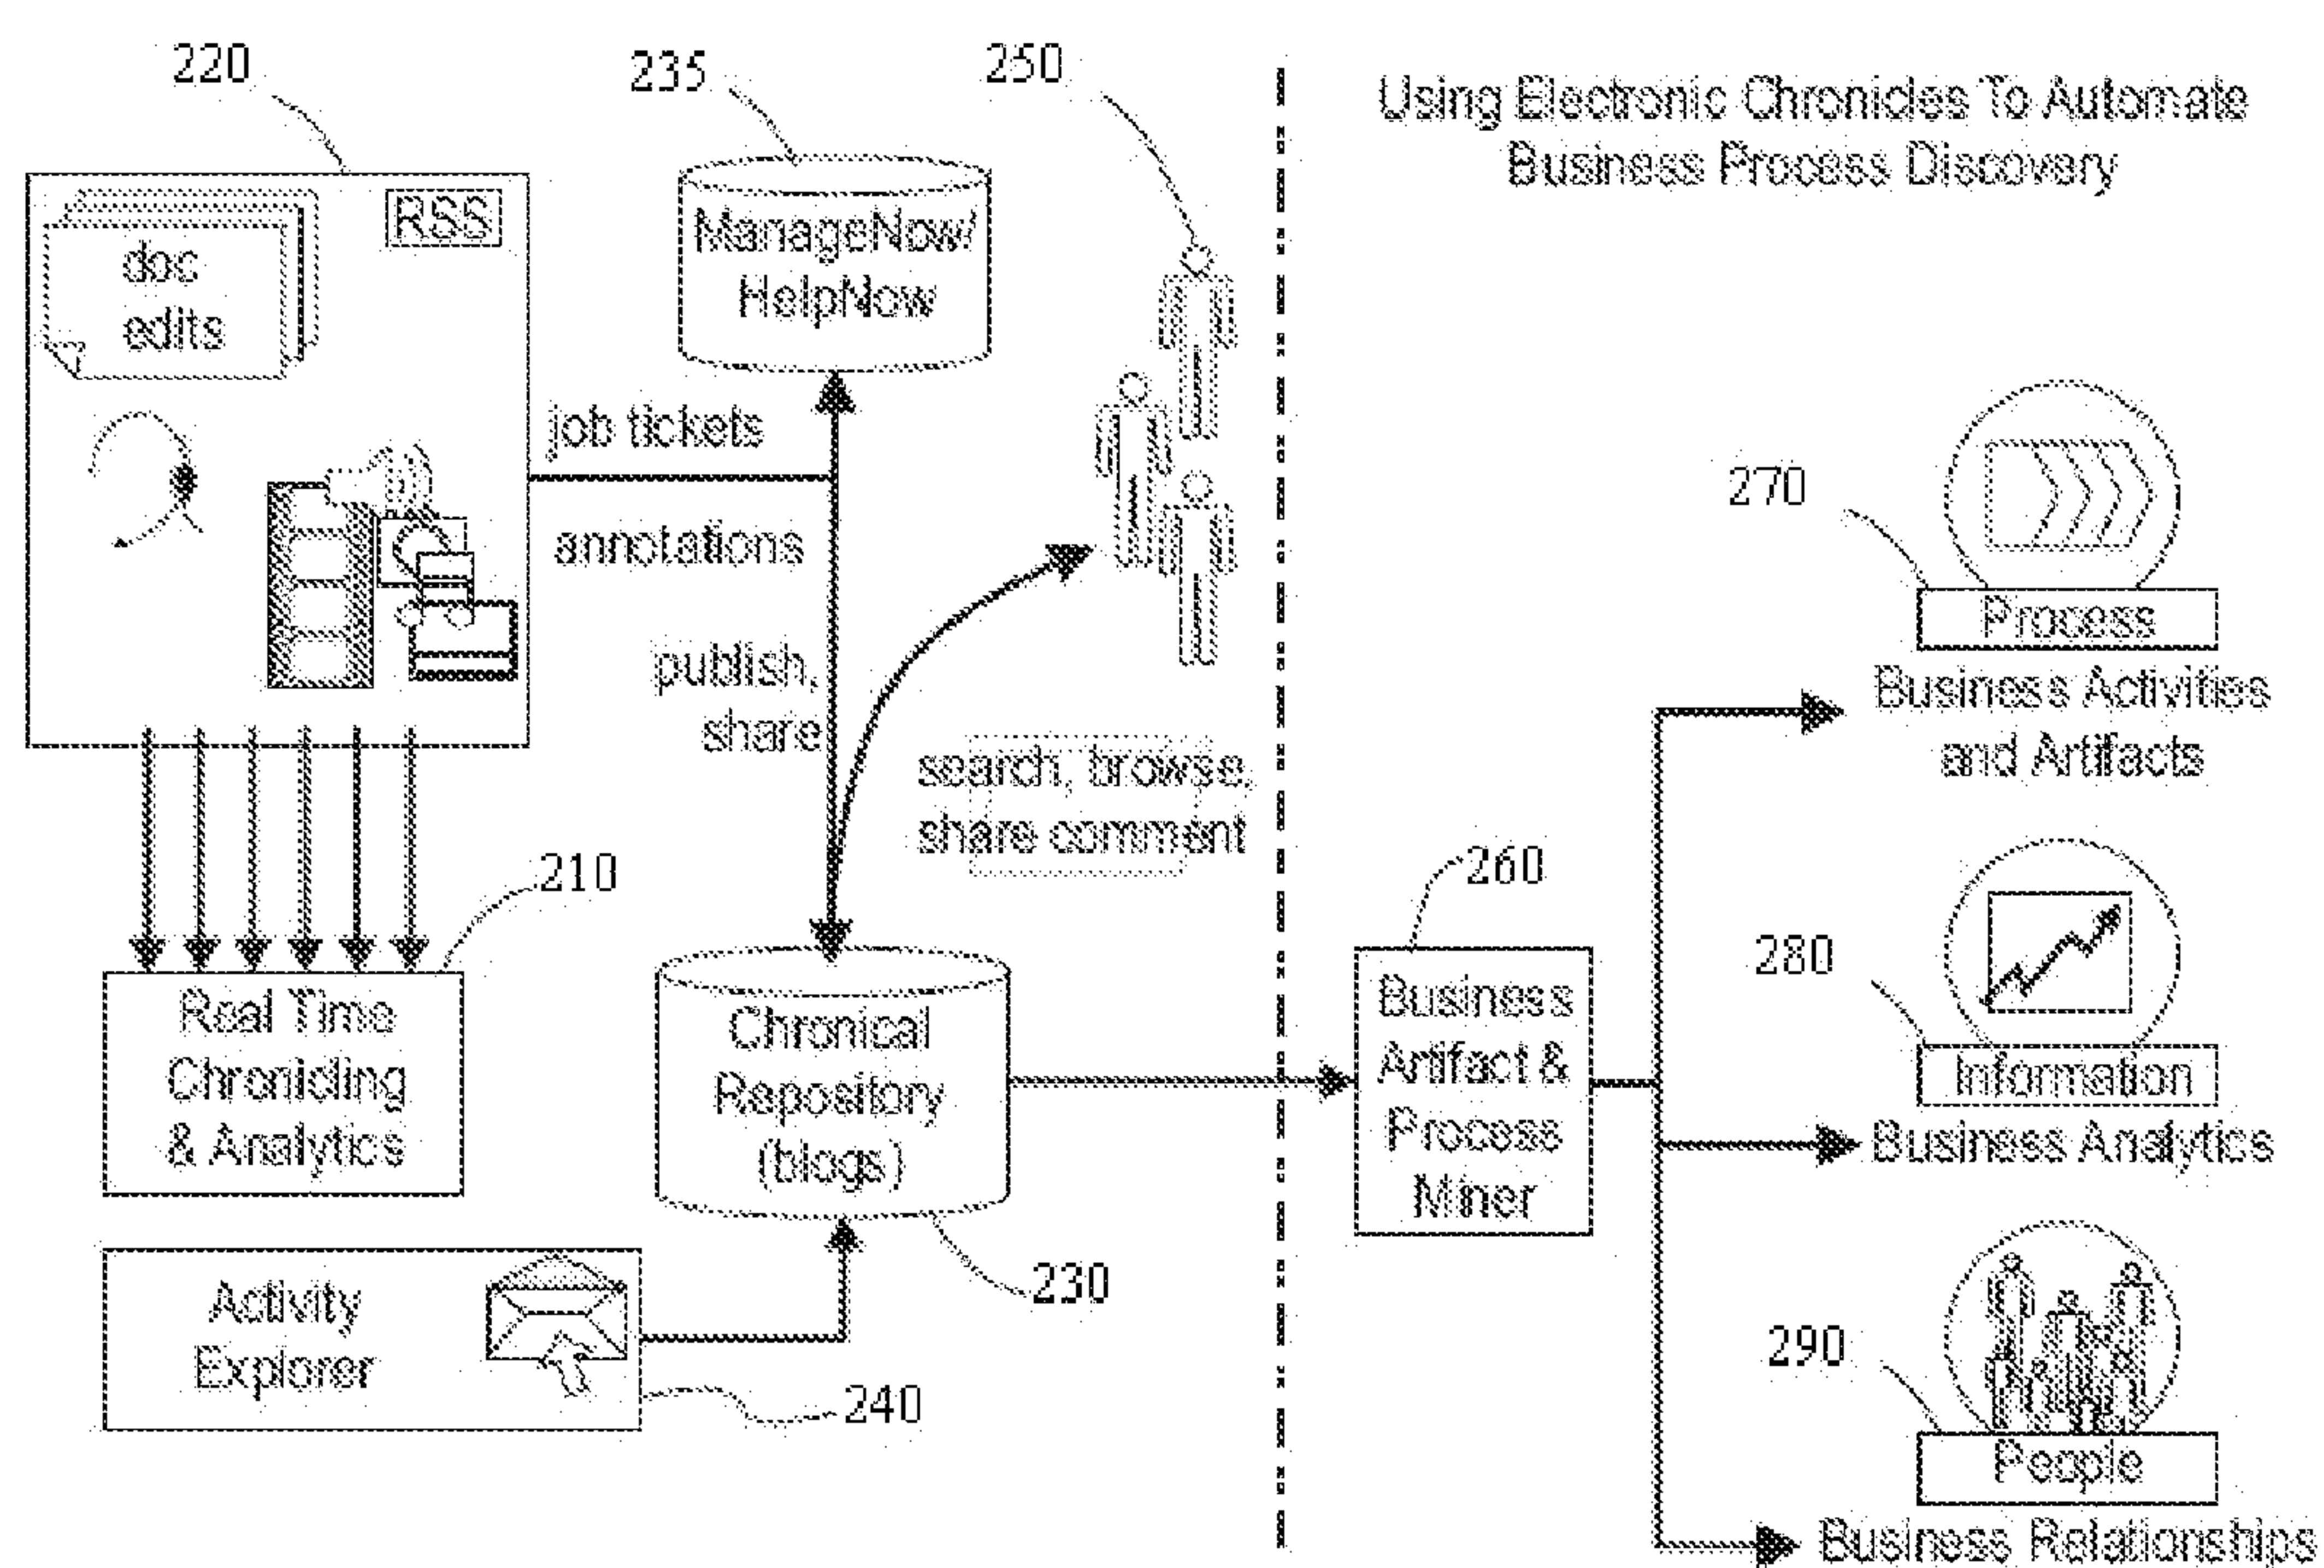 220
235
250
Using Electronic Chronicles To Automate
Business Process Discovery
RSS
doc
edits
ManageNow/
HelpNow
job tickets
annotations
publish,
share
search, browse,
share comment
210
Real Time
Chronicling
& Analytics
Chronical
Repository
(blogs)
230
Activity
Explorer
240
260
Business
Artifact &
Process
Miner
270
Process
Business Activities
and Artifacts
280
Information
Business Analytics
290
People
Business Relationships